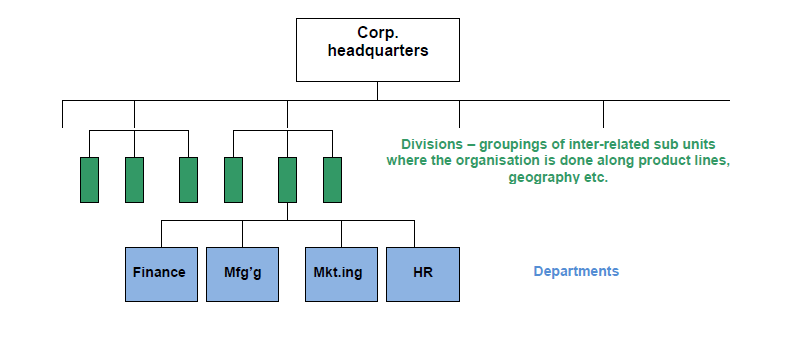 Corp.
headquarters
Divisions – groupings of inter-related sub units
where the organisation is done along product lines,
geography etc.
Finance
Mfg'g
Mkt.ing
HR
Departments